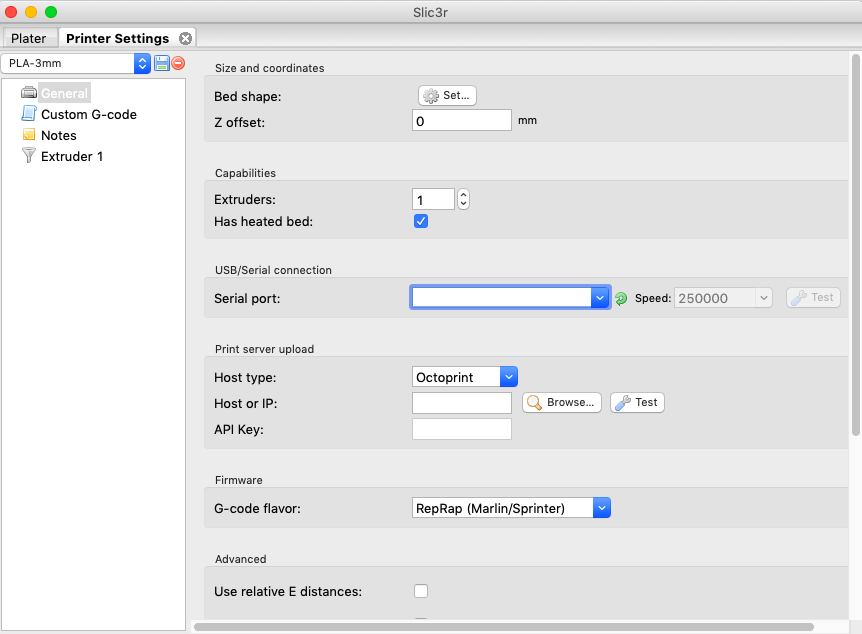 Slic3r
Plater
Printer Settings
PLA-3mm
General
Custom G-code
Notes
Extruder 1
Size and coordinates
Bed shape: Set...
Z offset: 0 mm
Capabilities
Extruders: 1
Has heated bed:
USB/Serial connection
Serial port: Speed: 250000 Test
Print server upload
Host type: Octoprint
Host or IP: Browse... Test
API Key:
Firmware
G-code flavor: RepRap (Marlin/Sprinter)
Advanced
Use relative E distances: